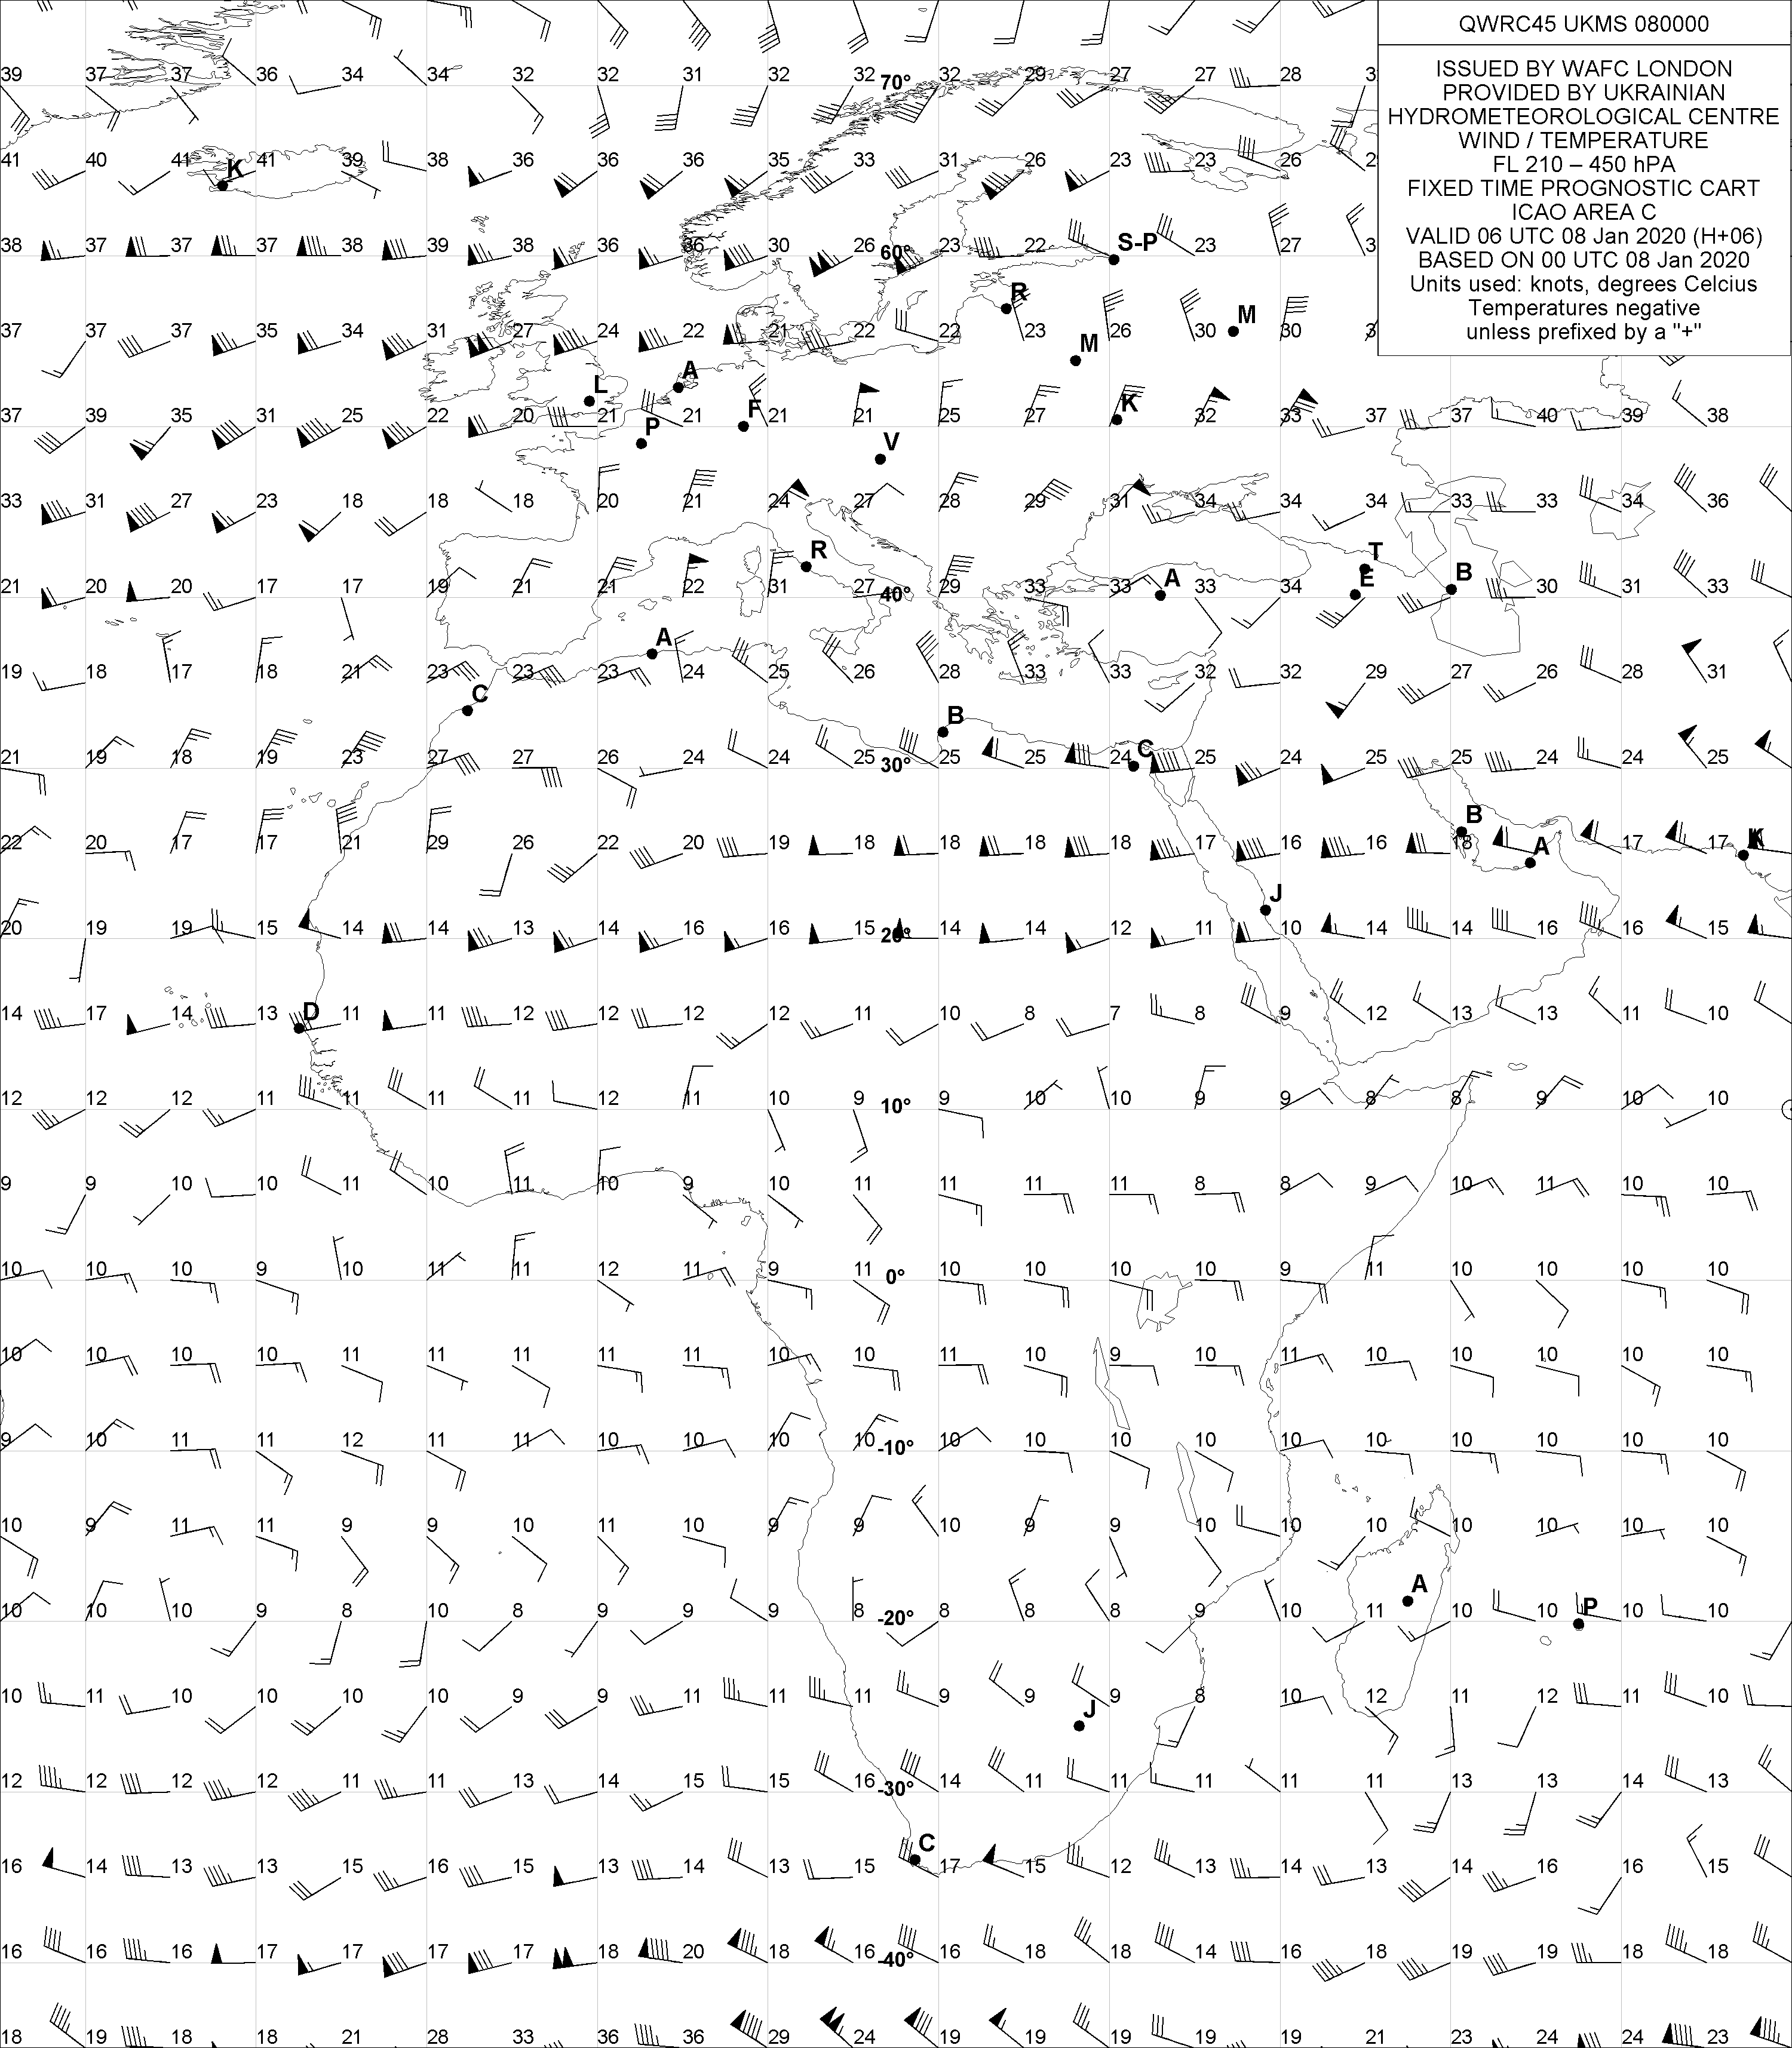 QWRC45 UKMS 080000
ISSUED BY WAFC LONDON
PROVIDED BY UKRAINIAN
HYDROMETEOROLOGICAL CENTRE
WIND / TEMPERATURE
FL 210 – 450 hPA
FIXED TIME PROGNOSTIC CART
ICAO AREA C
VALID 06 UTC 08 Jan 2020 (H+06)
BASED ON 00 UTC 08 Jan 2020
Units used: knots, degrees Celcius
Temperatures negative
unless prefixed by a "+"
39 37 37 36 34 34 32 32 31 32 32 70° 32 29 27 27 28
41 40 41 K 41 39 38 36 36 36 35 33 31 26 23 23 26
38 37 37 37 38 39 38 36 36 30 26 60° 23 22 S-P 23 27
R
37 37 37 35 34 31 27 24 22 21 22 22 23 26 30 M 30
M
A
L
37 39 35 31 25 22 20 21 P 21 F 21 21 25 27 K 32 33 37 37 40 39 38
V
33 31 27 23 18 18 18 20 21 24 27 28 29 31 34 34 34 33 33 34 36
R T
21 20 20 17 17 19 21 21 22 31 27 40° 29 33 33 A 33 34 E B 30 31 33
A
19 18 17 18 21 23 23 23 24 25 26 28 33 33 32 32 29 27 26 28 31
C
B
21 19 18 19 23 27 27 26 24 24 25 30° 25 25 24 C 25 24 25 25 24 24 25
B
22 20 17 17 21 29 26 22 20 19 18 18 18 18 17 16 16 18 A 17 17 K
J
20 19 19 15 14 14 13 14 16 16 15 20° 14 14 12 11 10 14 14 16 16 15
14 17 14 13 D 11 11 12 12 12 12 11 10 8 7 8 9 12 13 13 11 10
12 12 12 11 11 11 11 12 11 10 9 10° 9 10 10 9 9 8 8 9 10 10
9 9 10 10 11 10 11 10 9 10 11 11 11 11 8 8 9 10 11 10 10
10 10 10 9 10 11 11 12 11 9 11 0° 10 10 10 10 9 11 10 10 10 10
10 10 10 10 11 11 11 11 11 10 10 11 10 9 10 11 10 10 10 10 10
9 10 11 11 12 11 11 10 10 10 10 -10° 10 10 10 10 10 10 10 10 10 10
10 9 11 11 9 9 10 11 10 9 9 10 9 9 10 10 10 10 10 10 10
A
10 10 10 9 8 10 8 9 9 9 8 -20° 8 8 8 9 10 11 10 10 P 10 10
10 11 10 10 10 10 9 9 11 11 11 9 9 9 8 10 12 11 12 11 10
J
12 12 12 12 11 11 13 14 15 15 16 -30° 14 11 11 11 11 11 13 13 14 13
C
16 14 13 13 15 16 15 13 14 13 15 17 15 12 13 14 13 14 16 16 15
16 16 16 17 17 17 17 18 20 18 16 -40° 16 18 18 14 16 18 19 19 18 18
18 19 18 18 21 28 33 36 36 29 24 19 19 19 19 19 21 23 24 24 23